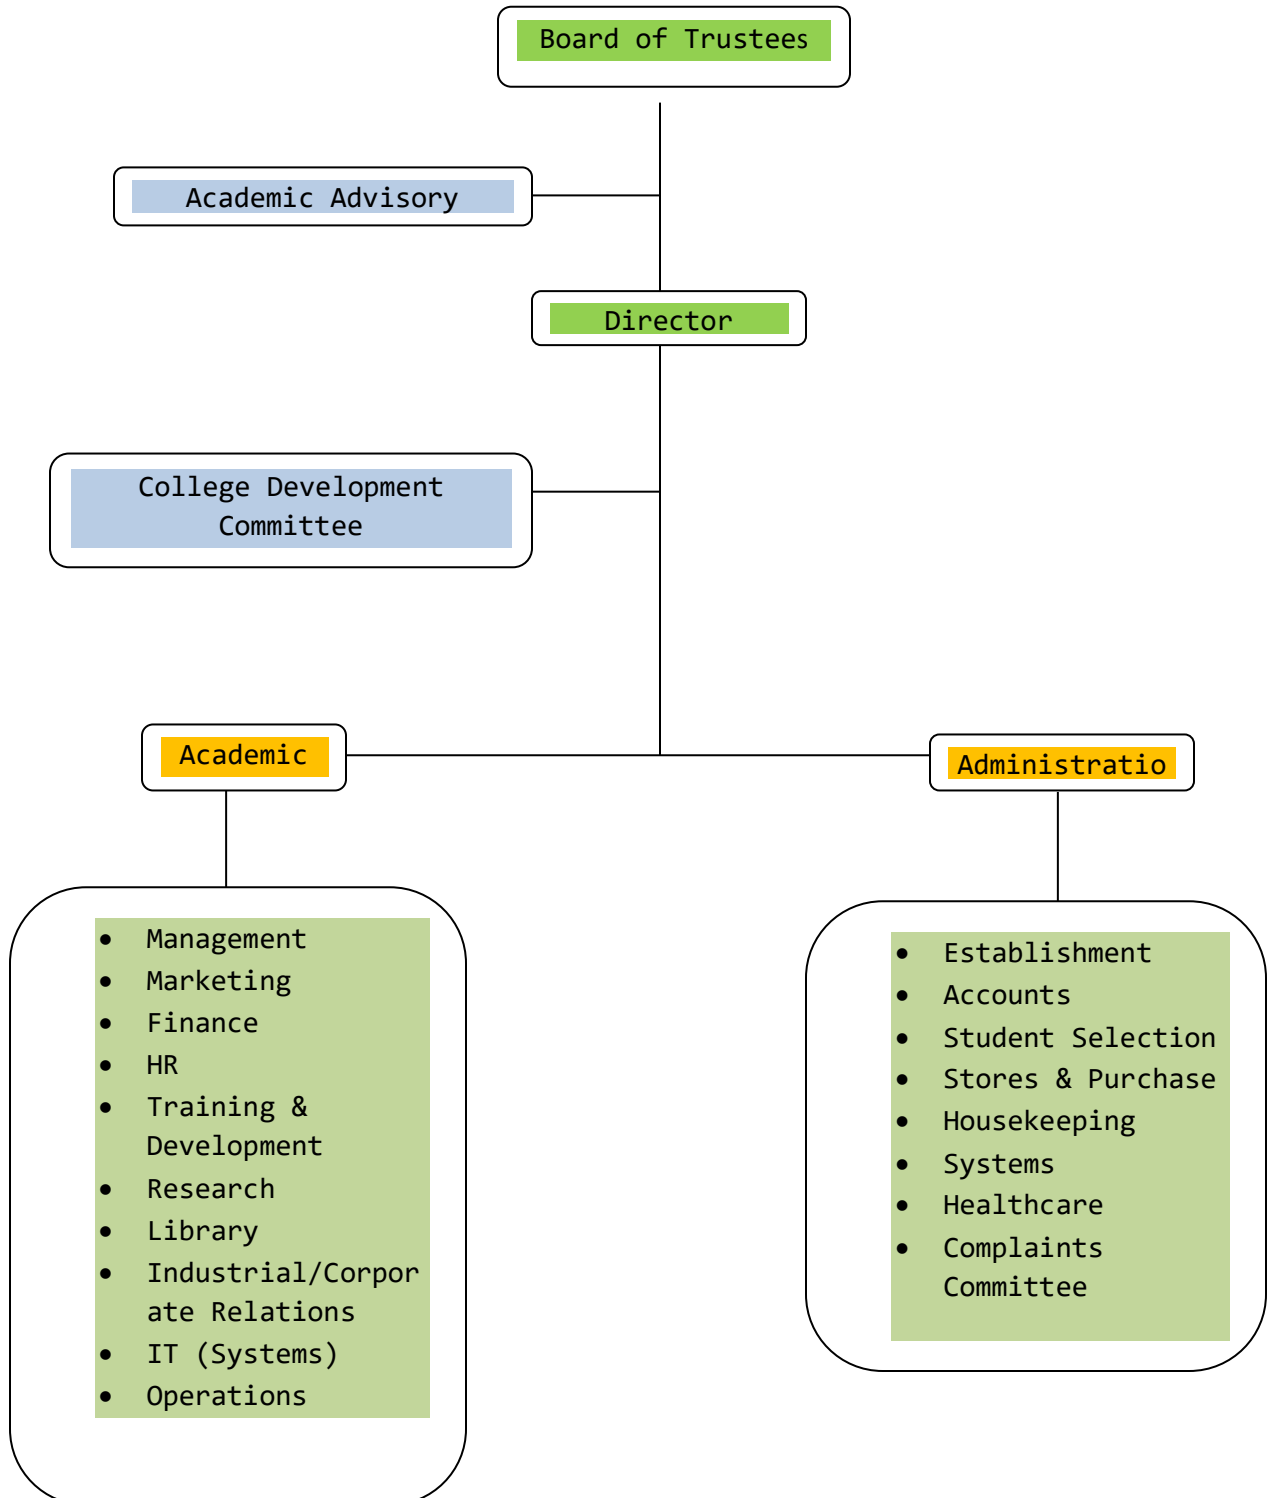 Board of Trustees
Academic Advisory
Director
College Development
Committee
Academic
Administratio
• Management
• Marketing
• Finance
• HR
• Training &
Development
• Research
• Library
• Industrial/Corpor
ate Relations
• IT (Systems)
• Operations
• Establishment
• Accounts
• Student Selection
• Stores & Purchase
• Housekeeping
• Systems
• Healthcare
• Complaints
Committee